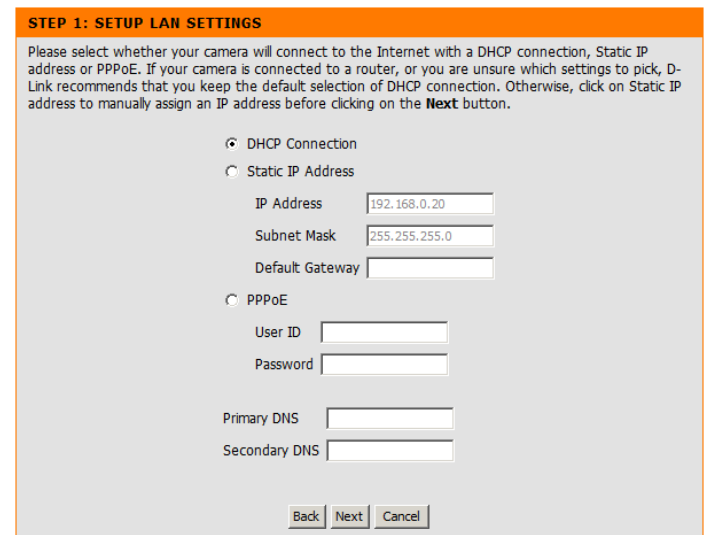 STEP 1: SETUP LAN SETTINGS
Please select whether your camera will connect to the Internet with a DHCP connection, Static IP
address or PPPoE. If your camera is connected to a router, or you are unsure which settings to pick, D-
Link recommends that you keep the default selection of DHCP connection. Otherwise, click on Static IP
address to manually assign an IP address before clicking on the Next button.
DHCP Connection
Static IP Address
IP Address 192.168.0.20
Subnet Mask 255.255.255.0
Default Gateway
PPPoE
User ID
Password
Primary DNS
Secondary DNS
Back Next Cancel